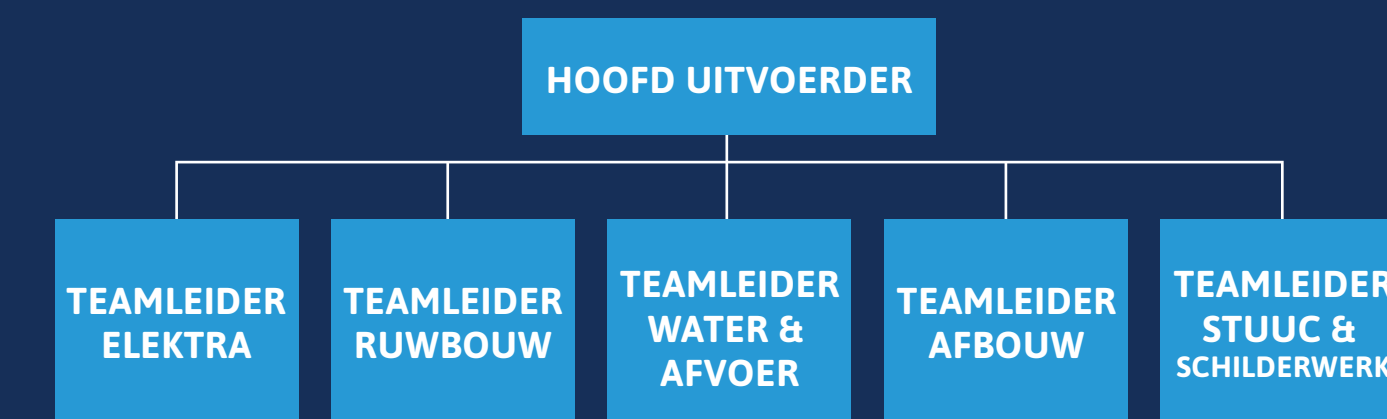 HOOFD UITVOERDER
TEAMLEIDER
ELEKTRA
TEAMLEIDER
RUWBOUW
TEAMLEIDER
WATER &
AFVOER
TEAMLEIDER
AFBOUW
TEAMLEIDER
STUUC &
SCHILDERWERK